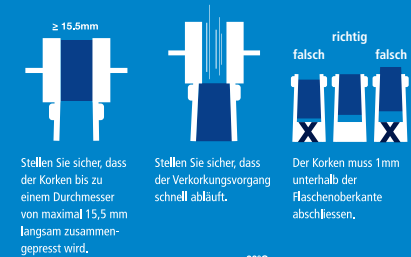 ≥ 15.5mm
Stellen Sie sicher, dass
der Korken bis zu
einem Durchmesser
von maximal 15,5 mm
langsam zusammen-
gepresst wird.
Stellen Sie sicher, dass
der Verkorkungsvorgang
schnell abläuft.
richtig
falsch
falsch
Der Korken muss 1mm
unterhalb der
Flaschenoberkante
abschliessen.